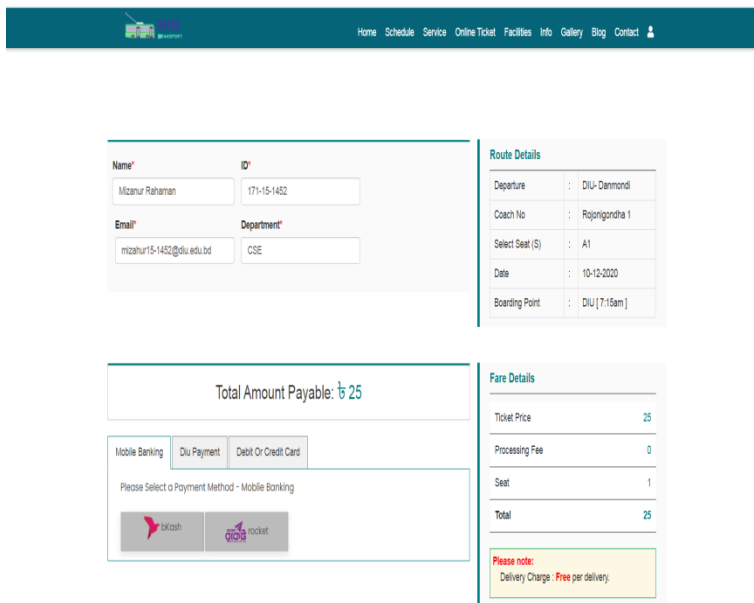 TRANSPORT
Home Schedule Service Online Ticket Facilities Info Gallery Blog Contact
Name* ID*
Mizanur Rahaman 171-15-1452
Email* Department*
mizahur15-1452@diu.edu.bd CSE
Route Details
Departure : DIU- Danmondi
Coach No : Rojonigondha 1
Select Seat (S) : A1
Date : 10-12-2020
Boarding Point : DIU [ 7:15am ]
Total Amount Payable: ৳ 25
Mobile Banking Diu Payment Debit Or Credit Card
Please Select a Payment Method - Mobile Banking
bKash rocket
Fare Details
Ticket Price 25
Processing Fee 0
Seat 1
Total 25
Please note:
Delivery Charge : Free per delivery.